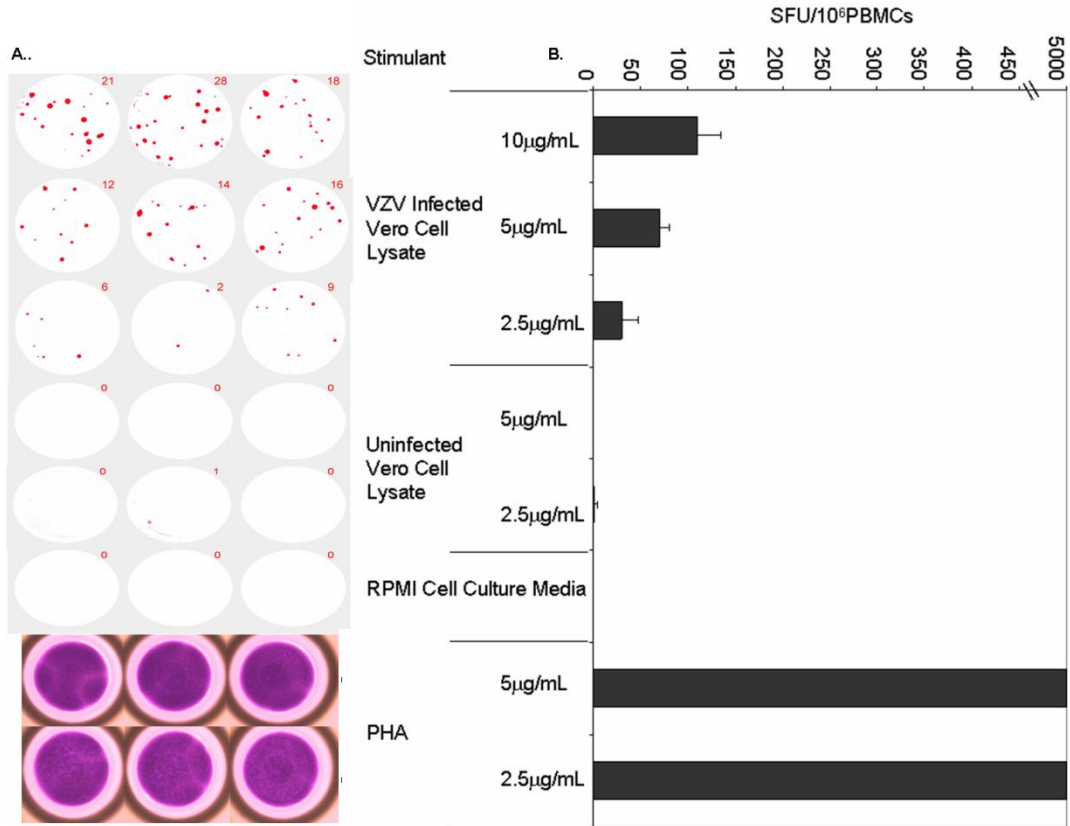 SFU/10⁶PBMCs
A..
Stimulant
B.
0 50 100 150 200 250 300 350 400 450 5000
21 28 18
10µg/mL
12 14 16
VZV Infected
Vero Cell
Lysate
5µg/mL
6 2 9
2.5µg/mL
0 0 0
5µg/mL
Uninfected
Vero Cell
Lysate
0 1 0
2.5µg/mL
0 0 0
RPMI Cell Culture Media
5µg/mL
PHA
2.5µg/mL